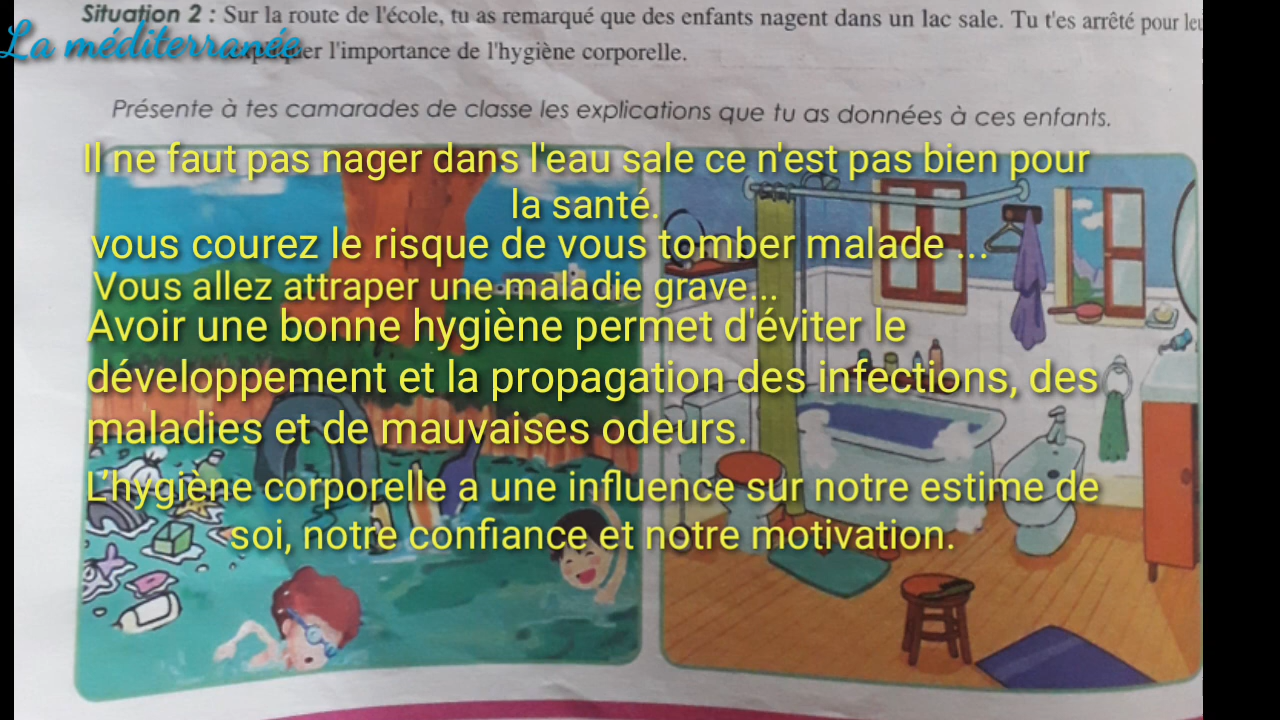 Situation 2 : Sur la route de l'école, tu as remarqué que des enfants nagent dans un lac sale. Tu t'es arrêté pour
La méditerranée
l'importance de l'hygiène corporelle.
Présente à tes camarades de classe les explications que tu as données à ces enfants.
Il ne faut pas nager dans l'eau sale ce n'est pas bien pour
la santé.
vous courez le risque de vous tomber malade ...
Vous allez attraper une maladie grave...
Avoir une bonne hygiène permet d'éviter le
développement et la propagation des infections, des
maladies et de mauvaises odeurs.
L'hygiène corporelle a une influence sur notre estime de
soi, notre confiance et notre motivation.